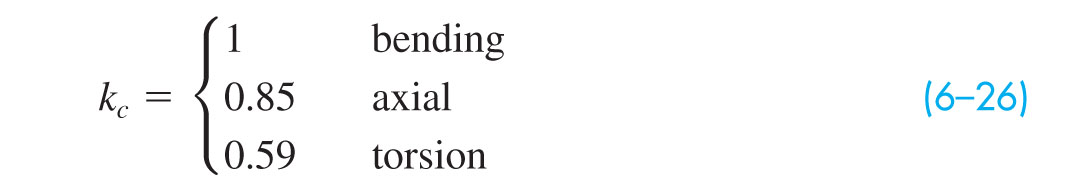 1 bending
k_c = { 0.85 axial (6–26)
0.59 torsion